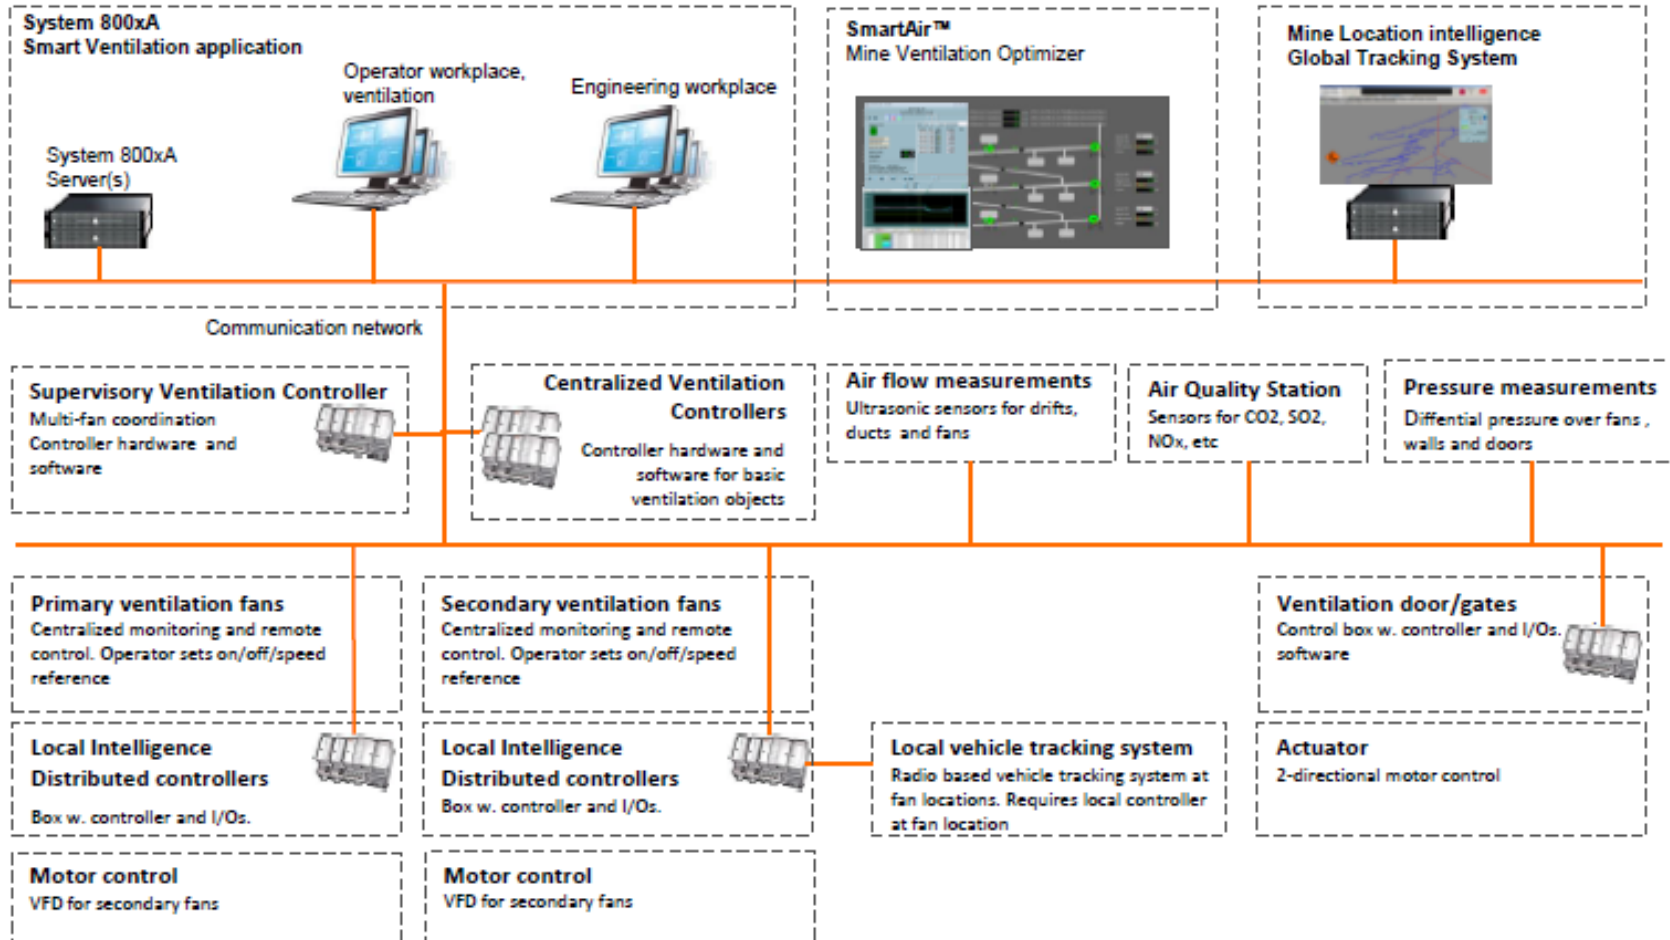 System 800xA
Smart Ventilation application
Operator workplace,
ventilation
Engineering workplace
System 800xA
Server(s)
SmartAir™
Mine Ventilation Optimizer
Mine Location intelligence
Global Tracking System
Communication network
Supervisory Ventilation Controller
Multi-fan coordination
Controller hardware and
software
Centralized Ventilation
Controllers
Controller hardware and
software for basic
ventilation objects
Air flow measurements
Ultrasonic sensors for drifts,
ducts and fans
Air Quality Station
Sensors for CO2, SO2,
NOx, etc
Pressure measurements
Diffential pressure over fans ,
walls and doors
Primary ventilation fans
Centralized monitoring and remote
control. Operator sets on/off/speed
reference
Secondary ventilation fans
Centralized monitoring and remote
control. Operator sets on/off/speed
reference
Ventilation door/gates
Control box w. controller and I/Os.
software
Local Intelligence
Distributed controllers
Box w. controller and I/Os.
Local Intelligence
Distributed controllers
Box w. controller and I/Os.
Local vehicle tracking system
Radio based vehicle tracking system at
fan locations. Requires local controller
at fan location
Actuator
2-directional motor control
Motor control
VFD for secondary fans
Motor control
VFD for secondary fans